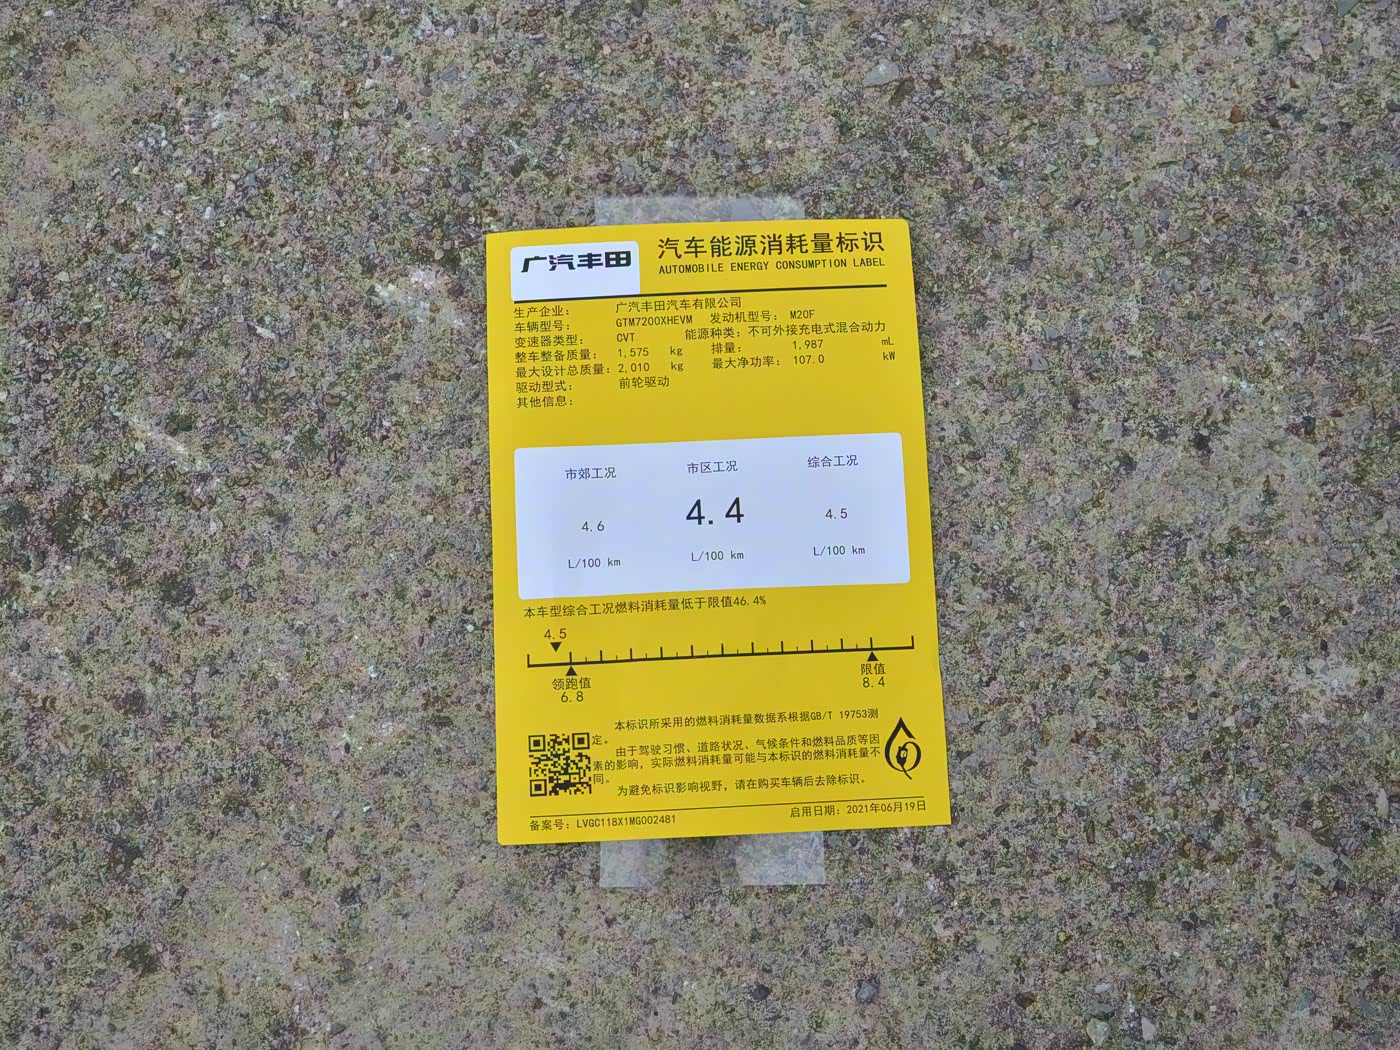 广汽丰田
汽车能源消耗量标识
AUTOMOBILE ENERGY CONSUMPTION LABEL
生产企业： 广汽丰田汽车有限公司
车辆型号： GTM7200XHEVM 发动机型号： M20F
变速器类型： CVT 能源种类：不可外接充电式混合动力
整车整备质量： 1,575 kg 排量： 1,987 mL
最大设计总质量：2,010 kg 最大净功率： 107.0 kW
驱动型式： 前轮驱动
其他信息：
市郊工况 市区工况 综合工况
4.6 4.4 4.5
L/100 km L/100 km L/100 km
本车型综合工况燃料消耗量低于限值46.4%
4.5
领跑值 限值
6.8 8.4
本标识所采用的燃料消耗量数据系根据GB/T 19753测
定。
由于驾驶习惯、道路状况、气候条件和燃料品质等因
素的影响，实际燃料消耗量可能与本标识的燃料消耗量不
同。
为避免标识影响视野，请在购买车辆后去除标识。
备案号：LVGC118X1MG002481 启用日期：2021年06月19日